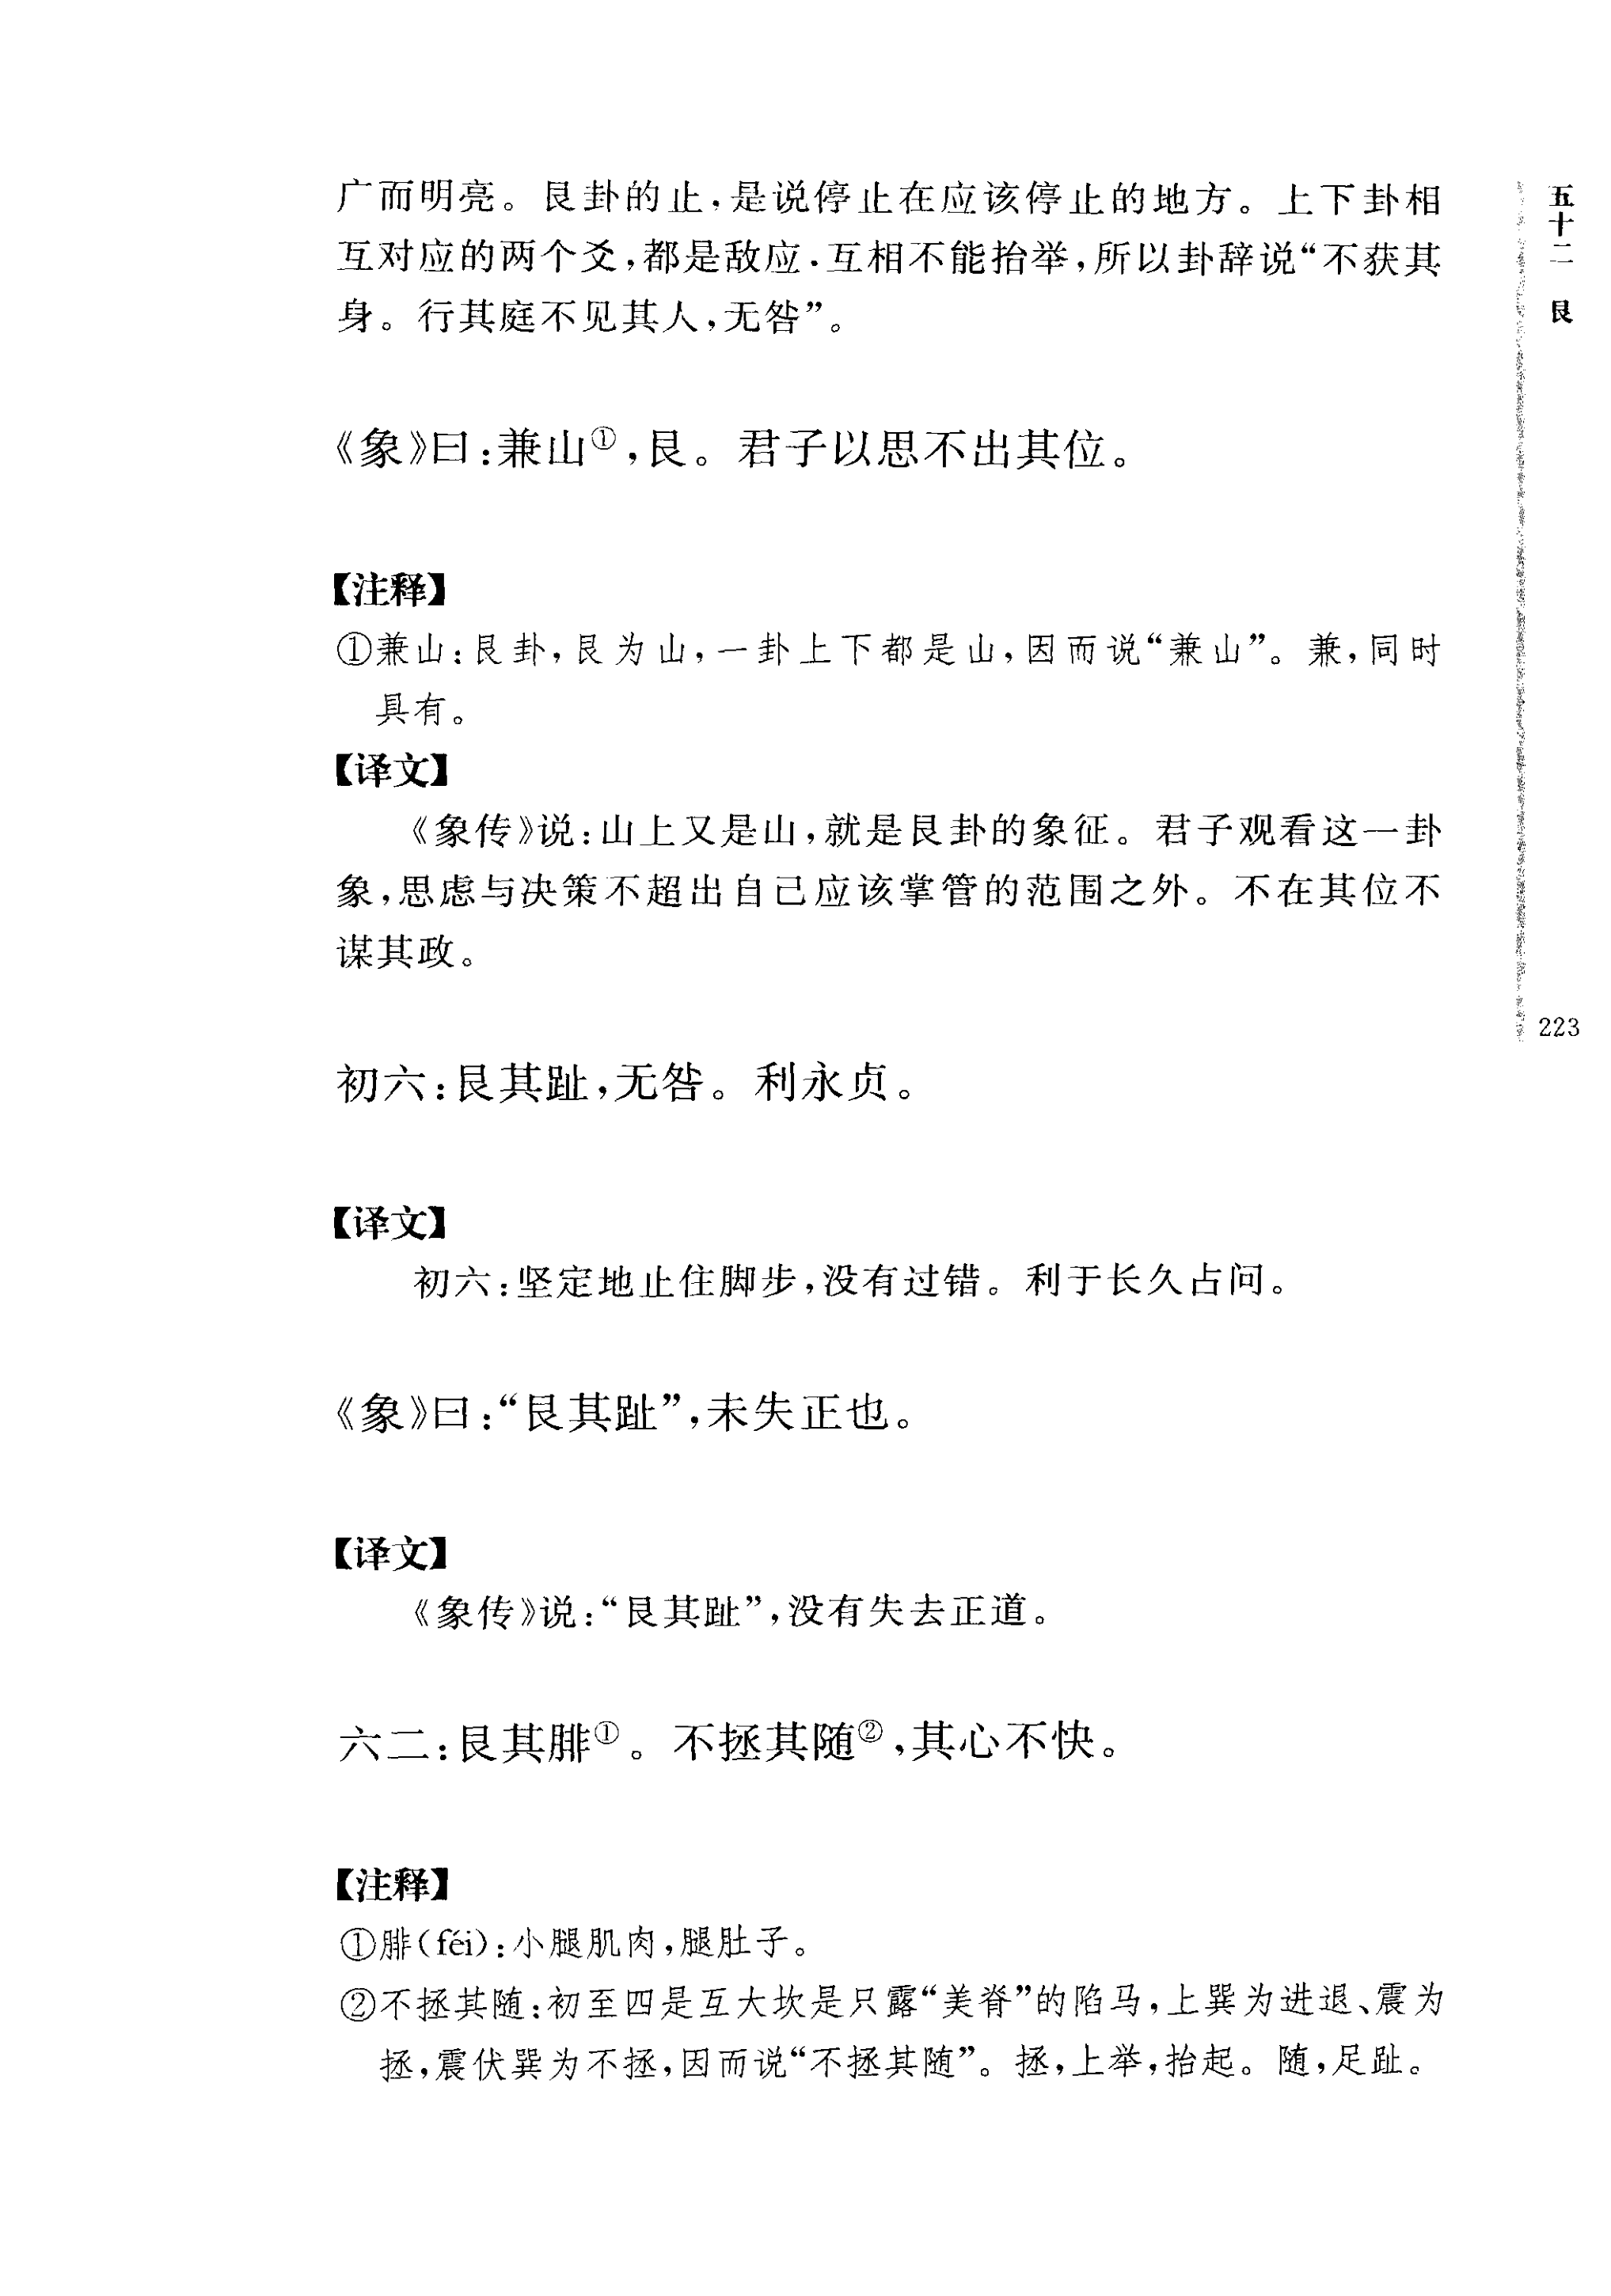 广而明亮。艮卦的止,是说停止在应该停止的地方。上下卦相
互对应的两个爻,都是敌应·互相不能抬举,所以卦辞说“不获其
身。行其庭不见其人,无咎”。
《象》曰:兼山①,艮。君子以思不出其位。
【注释】
①兼山:艮卦,艮为山,一卦上下都是山,因而说“兼山”。兼,同时
具有。
【译文】
《象传》说:山上又是山,就是艮卦的象征。君子观看这一卦
象,思虑与决策不超出自己应该掌管的范围之外。不在其位不
谋其政。
初六:艮其趾,无咎。利永贞。
【译文】
初六:坚定地止住脚步,没有过错。利于长久占问。
《象》曰:“艮其趾”,未失正也。
【译文】
《象传》说:“艮其趾”,没有失去正道。
六二:艮其腓①。不拯其随②,其心不快。
【注释】
①腓(féi):小腿肌肉,腿肚子。
②不拯其随:初至四是互大坎是只露“美脊”的陷马,上巽为进退、震为
拯,震伏巽为不拯,因而说“不拯其随”。拯,上举,抬起。随,足趾。
五十二 艮
223